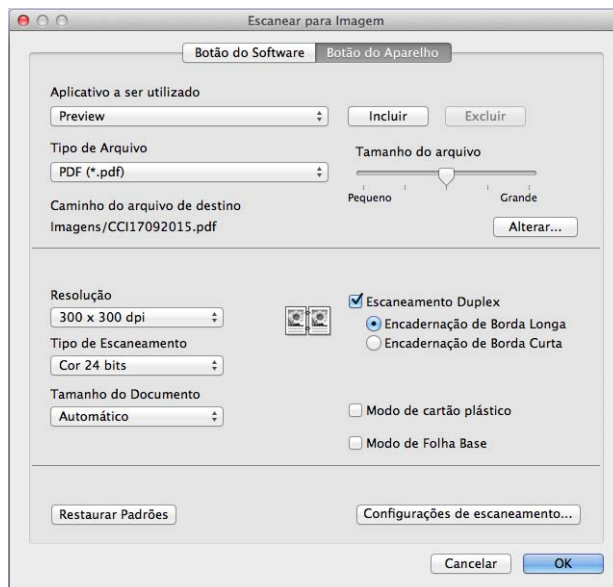 Escanear para Imagem
Botão do Software
Botão do Aparelho
Aplicativo a ser utilizado
Preview
Incluir
Excluir
Tipo de Arquivo
Tamanho do arquivo
PDF (*.pdf)
Pequeno
Grande
Caminho do arquivo de destino
Imagens/CCI17092015.pdf
Alterar...
Resolução
300 x 300 dpi
Escaneamento Duplex
Encadernação de Borda Longa
Tipo de Escaneamento
Encadernação de Borda Curta
Cor 24 bits
Tamanho do Documento
Automático
Modo de cartão plástico
Modo de Folha Base
Restaurar Padrões
Configurações de escaneamento...
Cancelar
OK